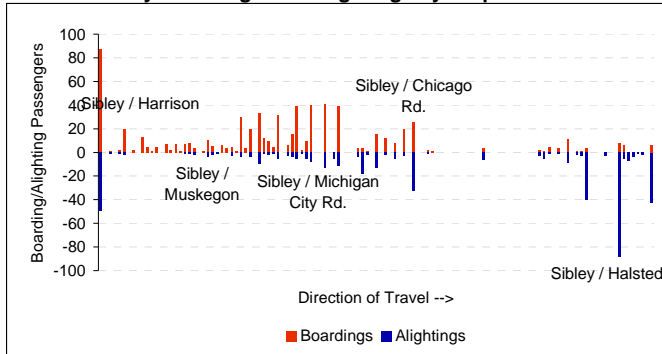 Boarding/Alighting Passengers
100
80
60
40
20
0
-20
-40
-60
-80
-100
Sibley / Harrison
Sibley /
Muskegon
Sibley / Michigan
City Rd.
Sibley / Chicago
Rd.
Sibley / Halsted
Direction of Travel -->
Boardings
Alightings